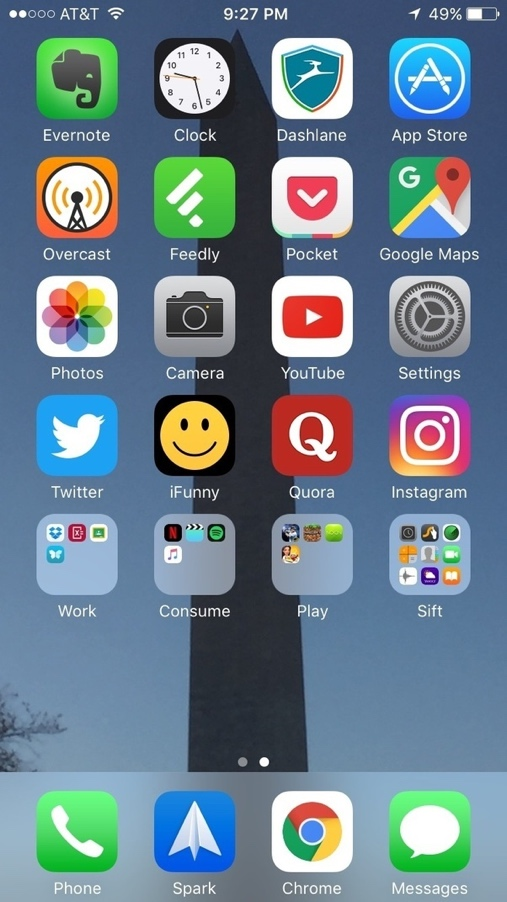 AT&T 9:27 PM 49%
Evernote Clock Dashlane App Store
Overcast Feedly Pocket Google Maps
Photos Camera YouTube Settings
Twitter iFunny Quora Instagram
Work Consume Play Sift
Phone Spark Chrome Messages